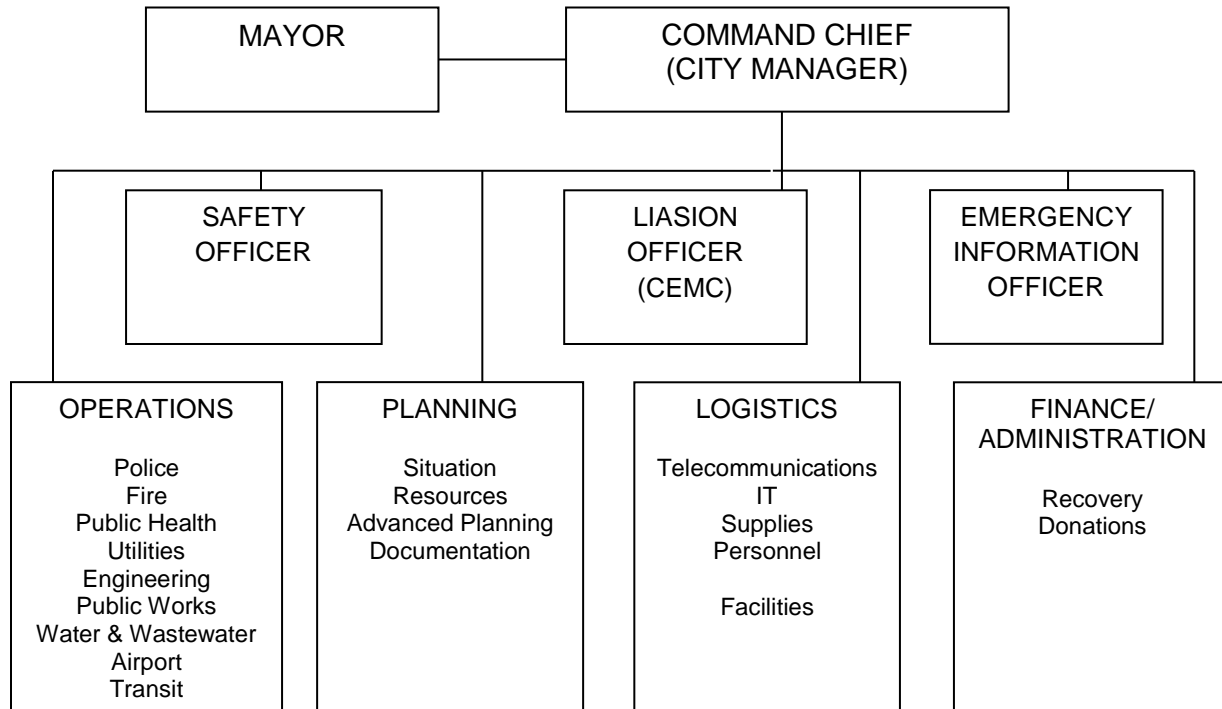 MAYOR
COMMAND CHIEF
(CITY MANAGER)
SAFETY
OFFICER
LIASION
OFFICER
(CEMC)
EMERGENCY
INFORMATION
OFFICER
OPERATIONS
Police
Fire
Public Health
Utilities
Engineering
Public Works
Water & Wastewater
Airport
Transit
PLANNING
Situation
Resources
Advanced Planning
Documentation
LOGISTICS
Telecommunications
IT
Supplies
Personnel
Facilities
FINANCE/
ADMINISTRATION
Recovery
Donations